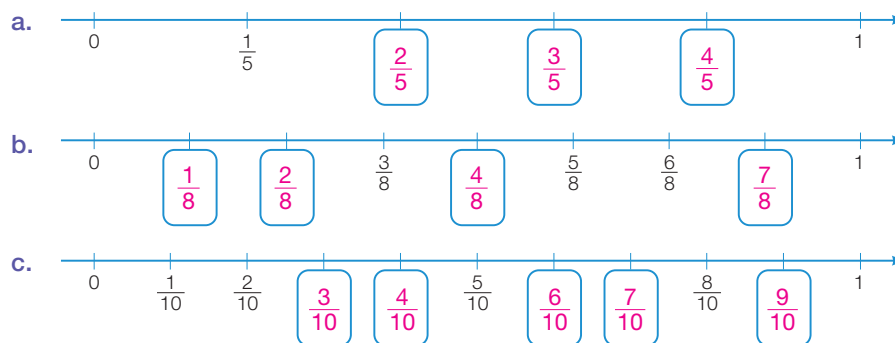 a. 0 1/5 2/5 3/5 4/5 1
b. 0 1/8 2/8 3/8 4/8 5/8 6/8 7/8 1
c. 0 1/10 2/10 3/10 4/10 5/10 6/10 7/10 8/10 9/10 1